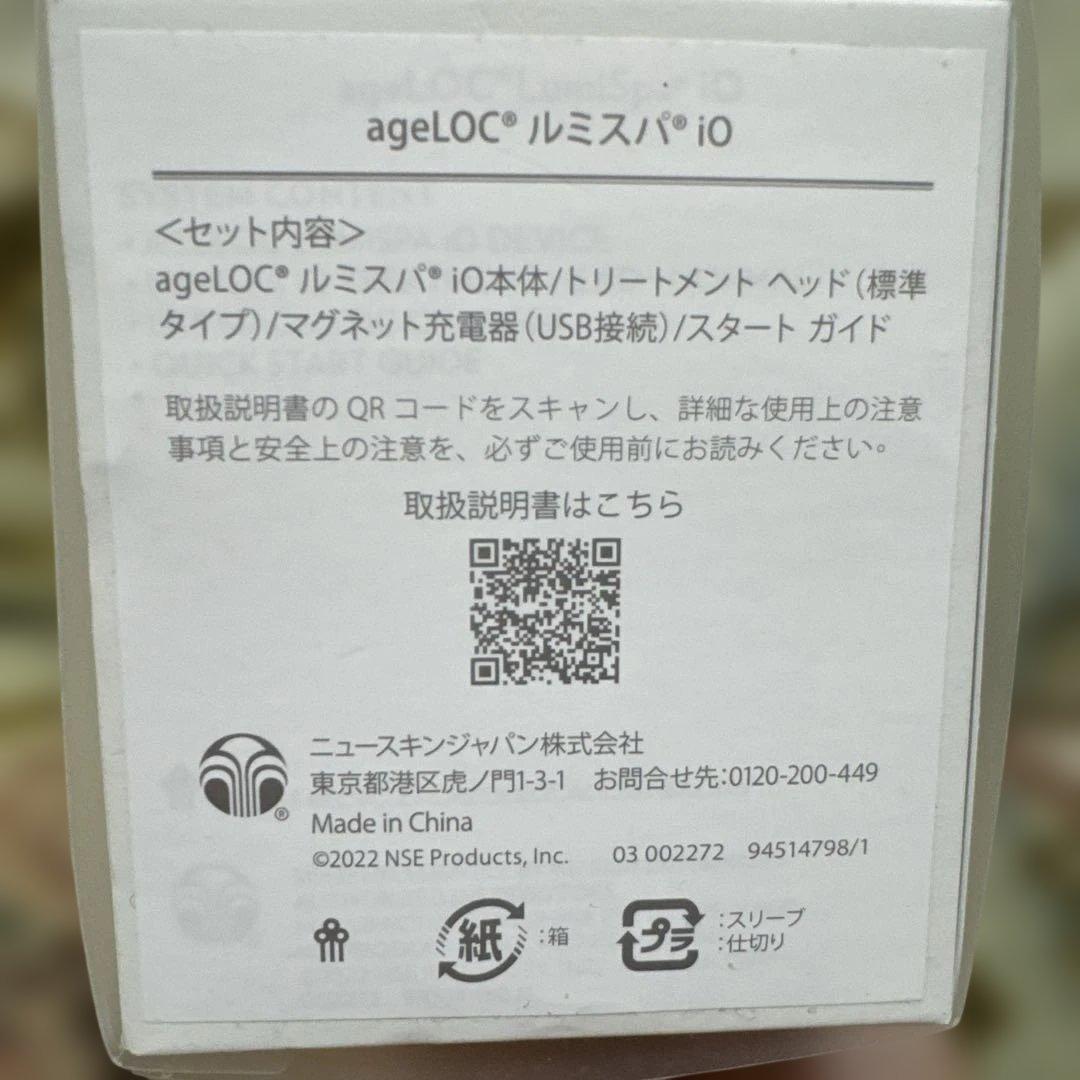 ageLOC® LumiSpa® iO
ageLOC® ルミスパ® iO
SYSTEM CONTENT
＜セット内容＞
ageLOC® ルミスパ® iO本体/トリートメント ヘッド（標準
タイプ）/マグネット充電器（USB接続）/スタート ガイド
• QUICK START GUIDE
取扱説明書の QR コードをスキャンし、詳細な使用上の注意
事項と安全上の注意を、必ずご使用前にお読みください。
取扱説明書はこちら
ニュースキンジャパン株式会社
東京都港区虎ノ門1-3-1 お問合せ先：0120-200-449
Made in China
©2022 NSE Products, Inc. 03 002272 94514798/1
紙 ：箱
プラ ：スリーブ
：仕切り